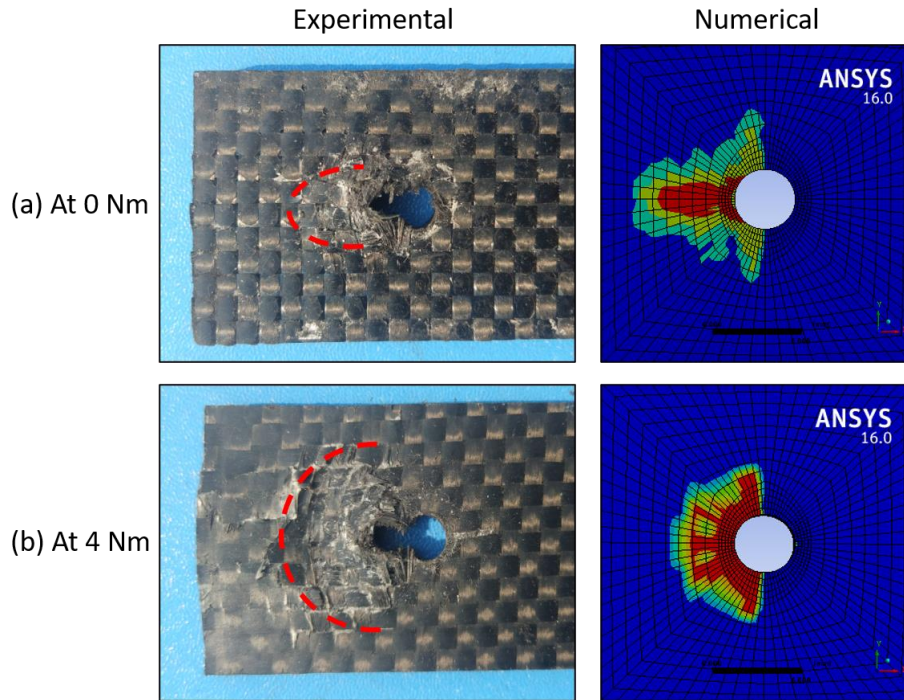 Experimental
Numerical
(a) At 0 Nm
ANSYS
16.0
Y
(b) At 4 Nm
ANSYS
16.0